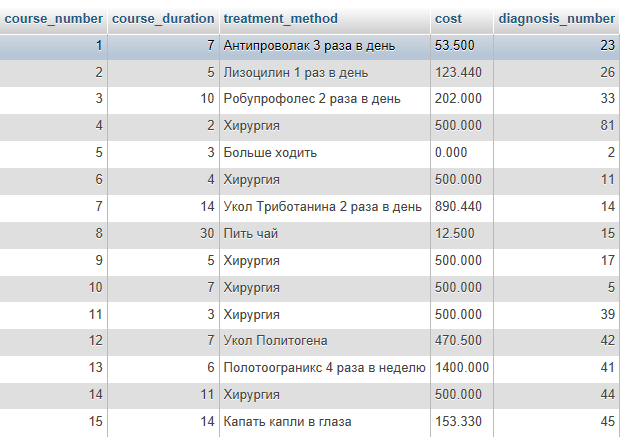 course_number course_duration treatment_method cost diagnosis_number
1 7 Антипроволак 3 раза в день 53.500 23
2 5 Лизоцилин 1 раз в день 123.440 26
3 10 Робупрофолес 2 раза в день 202.000 33
4 2 Хирургия 500.000 81
5 3 Больше ходить 0.000 2
6 4 Хирургия 500.000 11
7 14 Укол Триботанина 2 раза в день 890.440 14
8 30 Пить чай 12.500 15
9 5 Хирургия 500.000 17
10 7 Хирургия 500.000 5
11 3 Хирургия 500.000 39
12 7 Укол Политогена 470.500 42
13 6 Полотоограникс 4 раза в неделю 1400.000 41
14 11 Хирургия 500.000 44
15 14 Капать капли в глаза 153.330 45